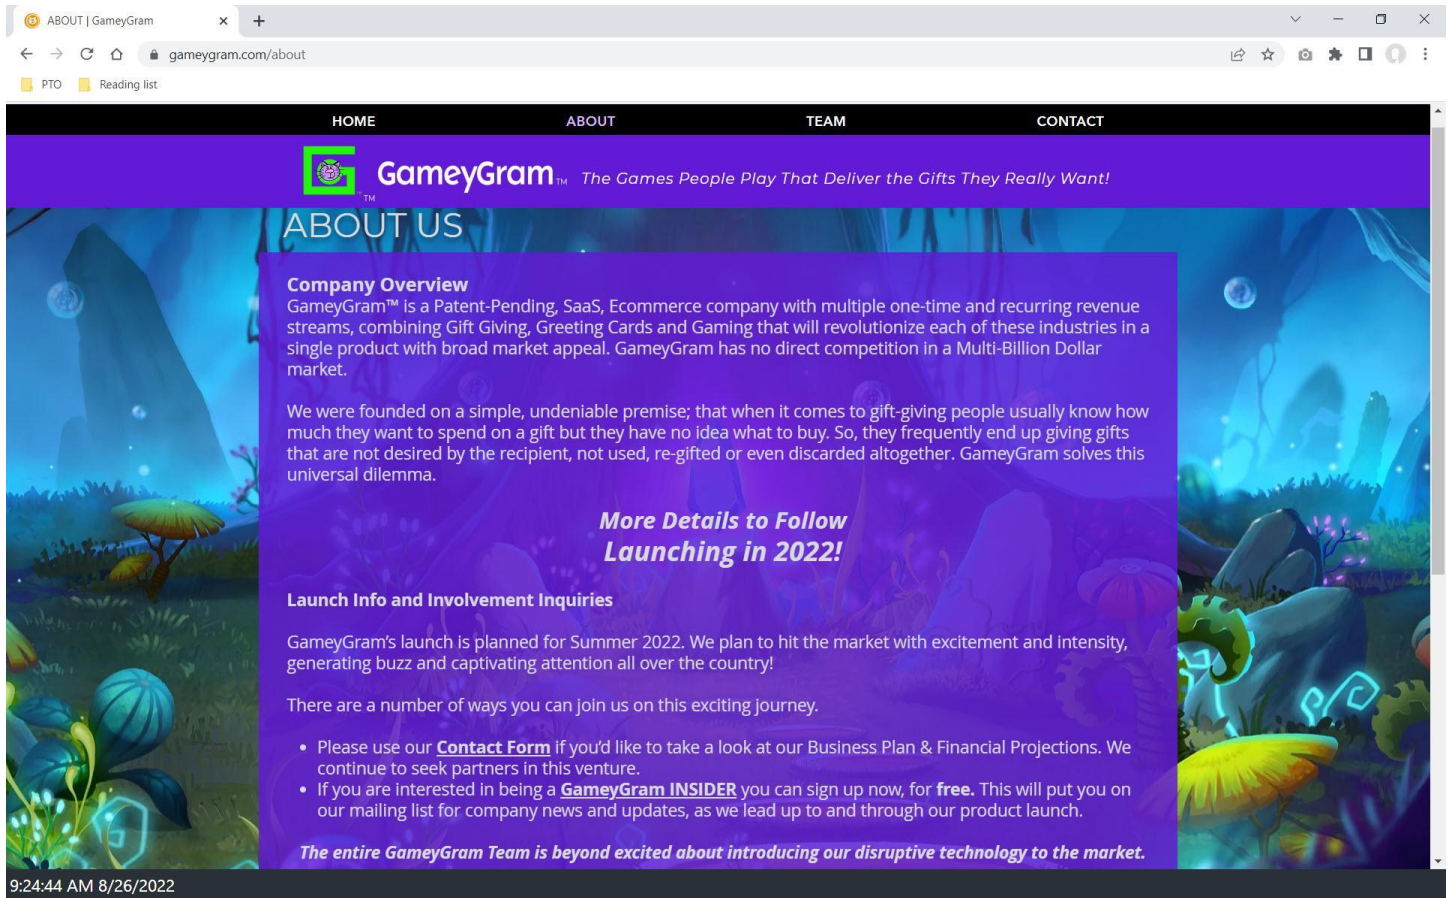 ABOUT | GameyGram
gameygram.com/about
PTO Reading list
HOME ABOUT TEAM CONTACT
G TM GameyGram TM The Games People Play That Deliver the Gifts They Really Want!
ABOUT US
Company Overview
GameyGram™ is a Patent-Pending, SaaS, Ecommerce company with multiple one-time and recurring revenue
streams, combining Gift Giving, Greeting Cards and Gaming that will revolutionize each of these industries in a
single product with broad market appeal. GameyGram has no direct competition in a Multi-Billion Dollar
market.
We were founded on a simple, undeniable premise; that when it comes to gift-giving people usually know how
much they want to spend on a gift but they have no idea what to buy. So, they frequently end up giving gifts
that are not desired by the recipient, not used, re-gifted or even discarded altogether. GameyGram solves this
universal dilemma.
More Details to Follow
Launching in 2022!
Launch Info and Involvement Inquiries
GameyGram’s launch is planned for Summer 2022. We plan to hit the market with excitement and intensity,
generating buzz and captivating attention all over the country!
There are a number of ways you can join us on this exciting journey.
• Please use our Contact Form if you’d like to take a look at our Business Plan & Financial Projections. We
continue to seek partners in this venture.
• If you are interested in being a GameyGram INSIDER you can sign up now, for free. This will put you on
our mailing list for company news and updates, as we lead up to and through our product launch.
The entire GameyGram Team is beyond excited about introducing our disruptive technology to the market.
9:24:44 AM 8/26/2022